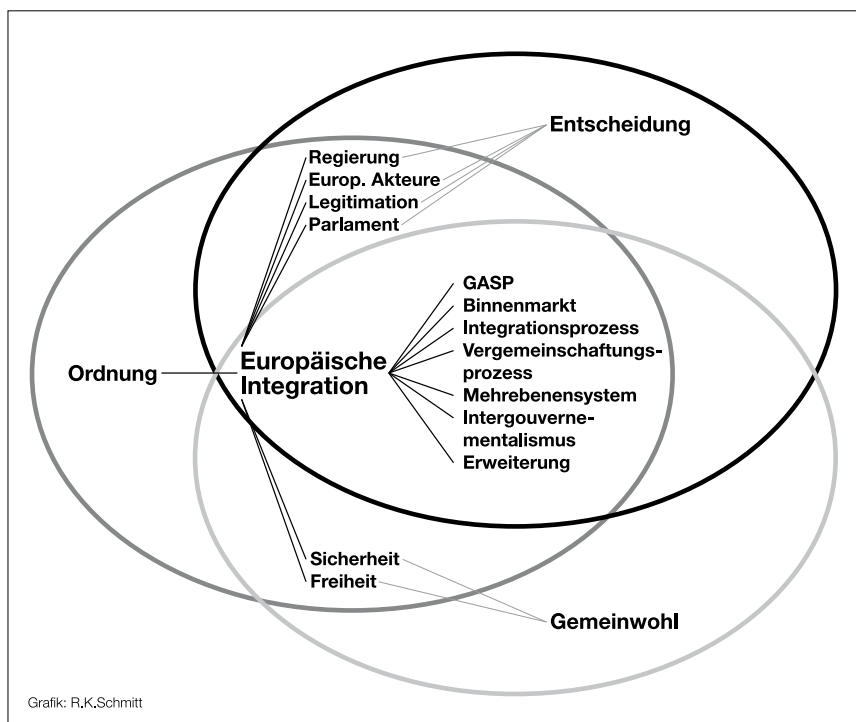 Entscheidung
Regierung
Europ. Akteure
Legitimation
Parlament
GASP
Binnenmarkt
Integrationsprozess
Vergemeinschaftungs-
prozess
Mehrebenensystem
Intergouverne-
mentalismus
Erweiterung
Ordnung
Europäische
Integration
Sicherheit
Freiheit
Gemeinwohl
Grafik: R.K.Schmitt